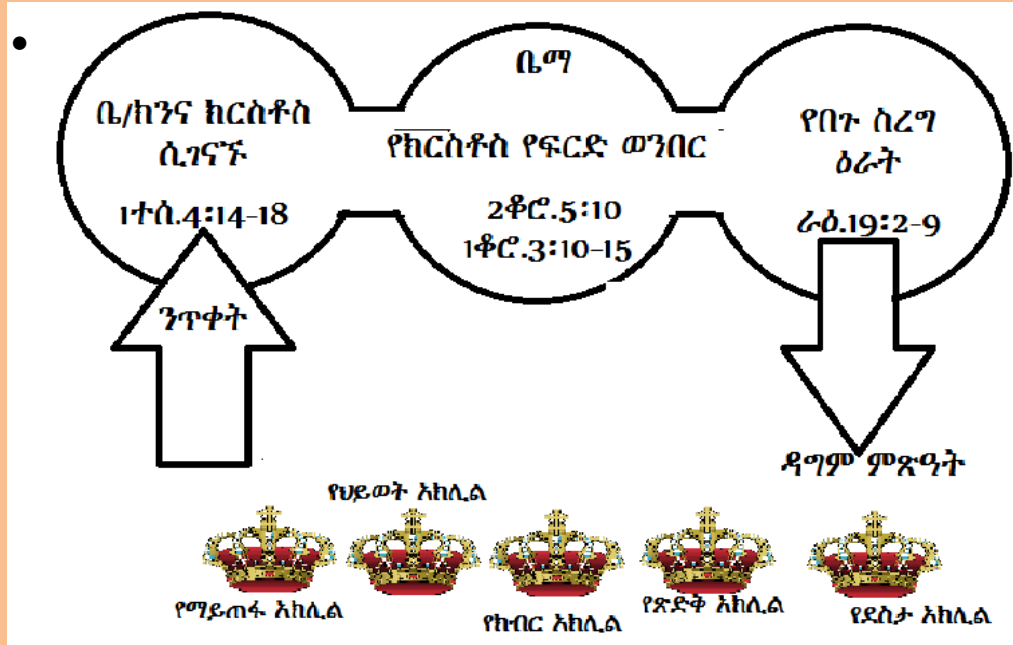 ቤ/ክንና ክርስቶስ
ሲገናኙ
1ተሰ.4፡14-18
ንጥቀት
ቤማ
የክርስቶስ የፍርድ ወንበር
2ቆሮ.5፡10
1ቆሮ.3፡10-15
የበጉ ስረግ
ዕራት
ራዕ.19፡2-9
ዳግም ምጽዓት
የማይጠፋ አክሊል
የህይወት አክሊል
የክብር አክሊል
የጽድቅ አክሊል
የደስታ አክሊል